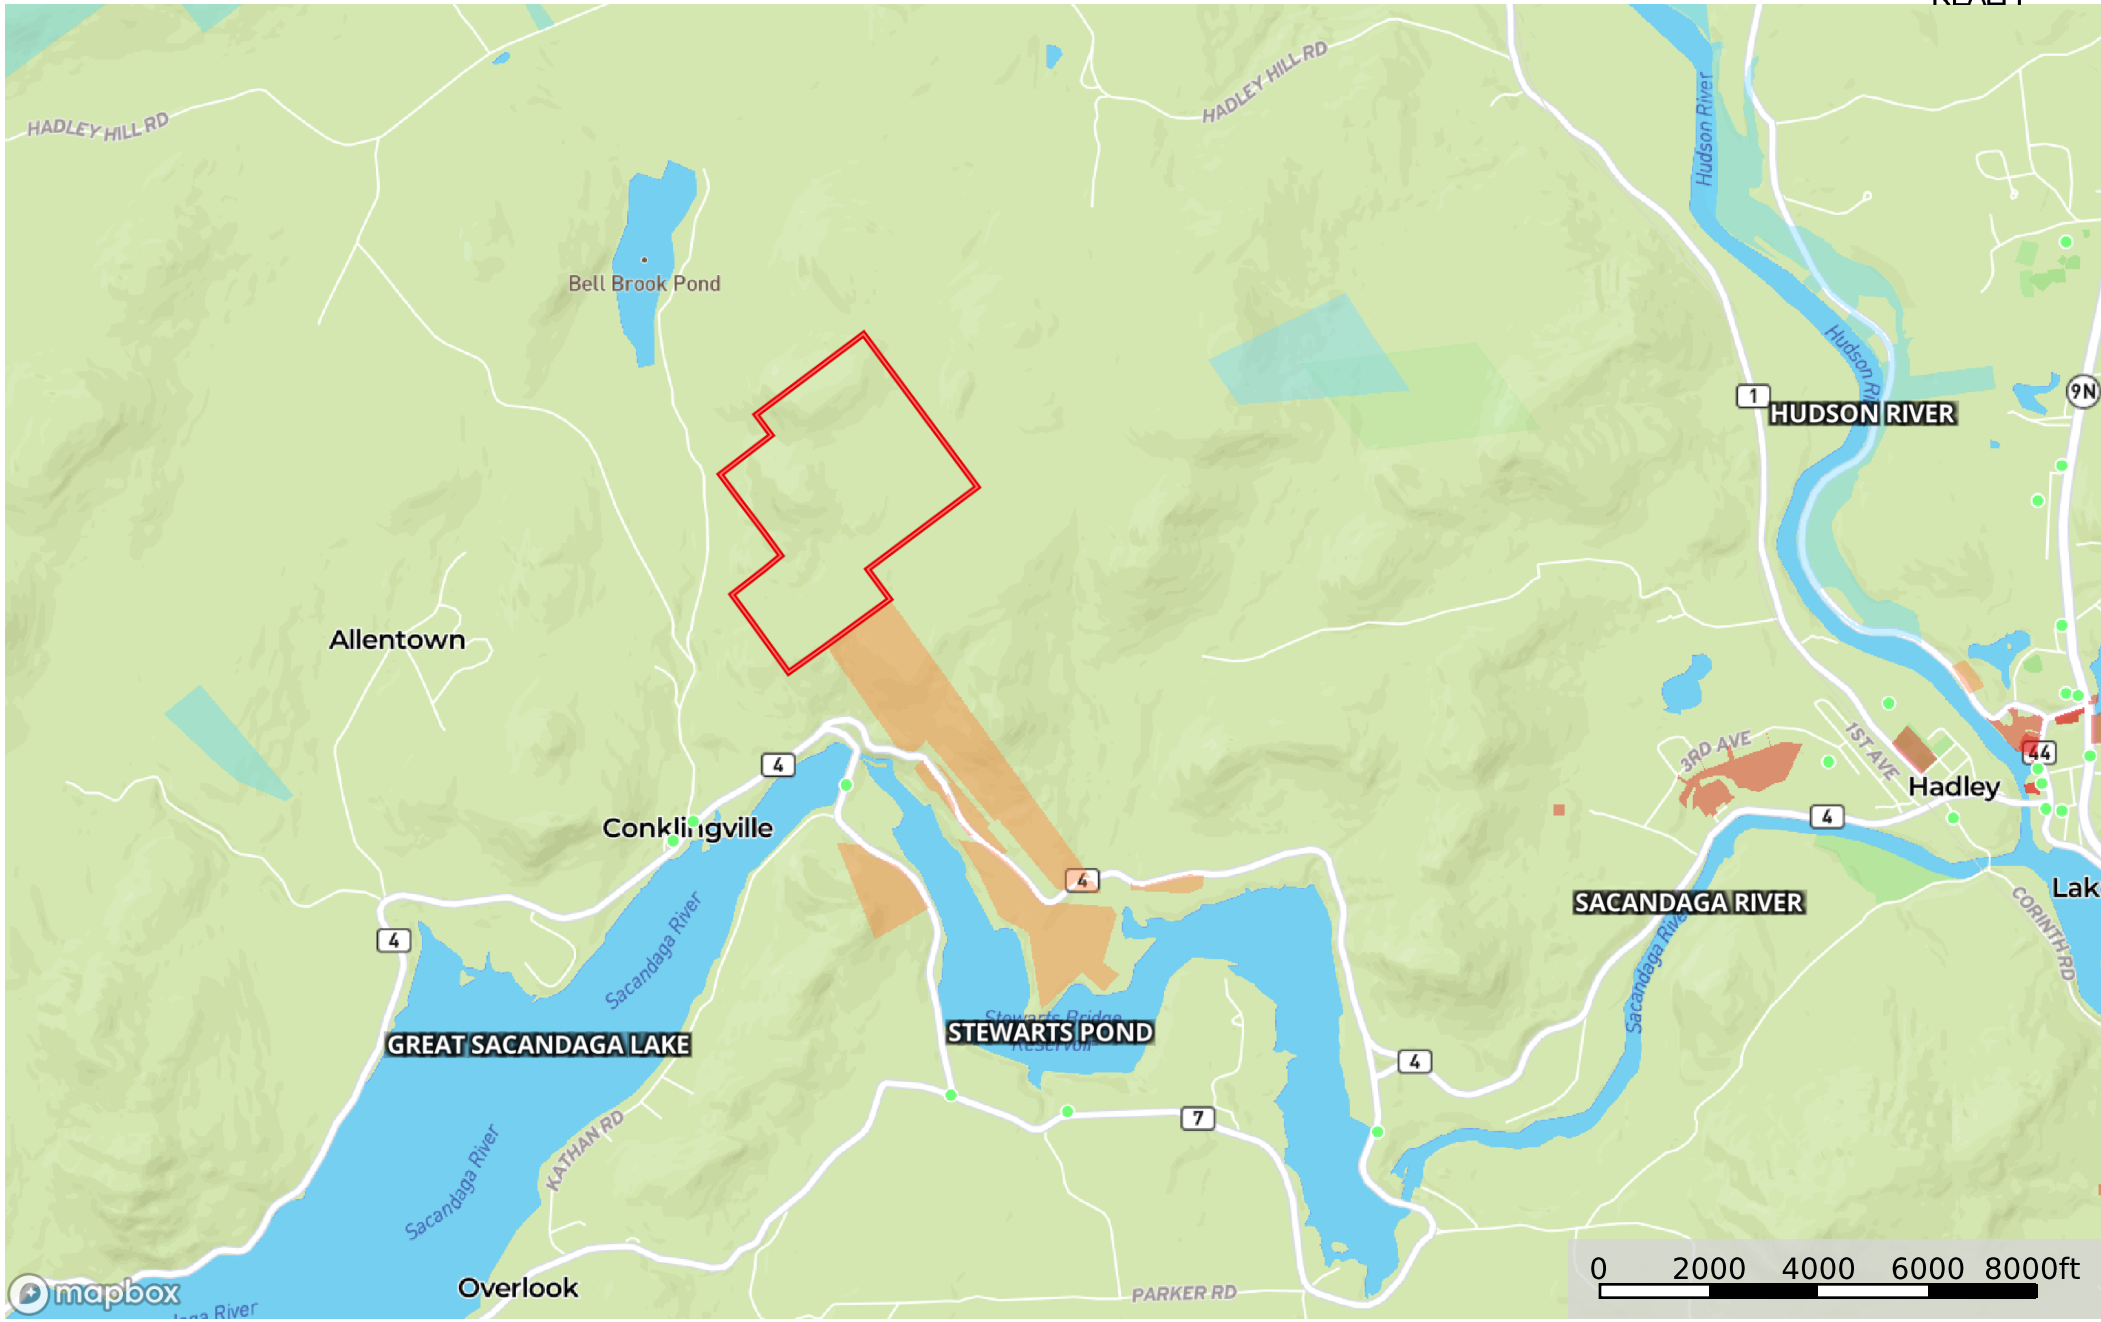 HADLEY HILL RD
HADLEY HILL RD
Hudson River
Bell Brook Pond
Hudson
1
HUDSON RIVER
9N
Allentown
3RD AVE
1ST AVE
44
4
Hadley
Conklingville
4
4
Lak
SACANDAGA RIVER
CORINTH RD
4
Sacandaga River
Sacandaga River
Stewarts Bridge
STEWARTS POND
GREAT SACANDAGA LAKE
4
7
KATHAN RD
Sacandaga River
Overlook
PARKER RD
0 2000 4000 6000 8000ft
mapbox
River